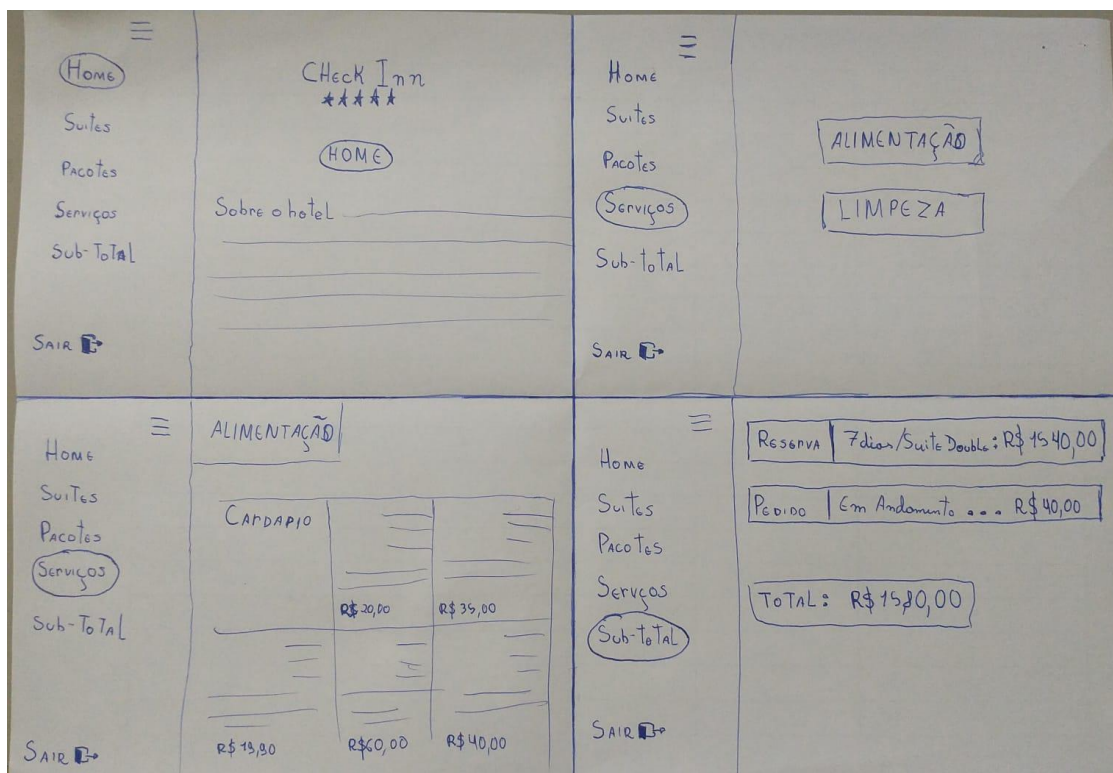 Home
Suites
Pacotes
Serviços
Sub-Total
Sair
Check Inn
HOME
Sobre o hotel
Home
Suites
Pacotes
Serviços
Sub-total
Sair
ALIMENTAÇÃO
LIMPEZA
Home
Suites
Pacotes
Serviços
Sub-Total
Sair
ALIMENTAÇÃO
Cardapio
R$ 20,00
R$ 35,00
R$ 19,90
R$60,00
R$ 40,00
Home
Suites
Pacotes
Servços
Sub-total
Sair
Reserva 7 dias/Suite Double: R$ 1540,00
Pedido Em Andamento... R$ 40,00
Total: R$ 1580,00